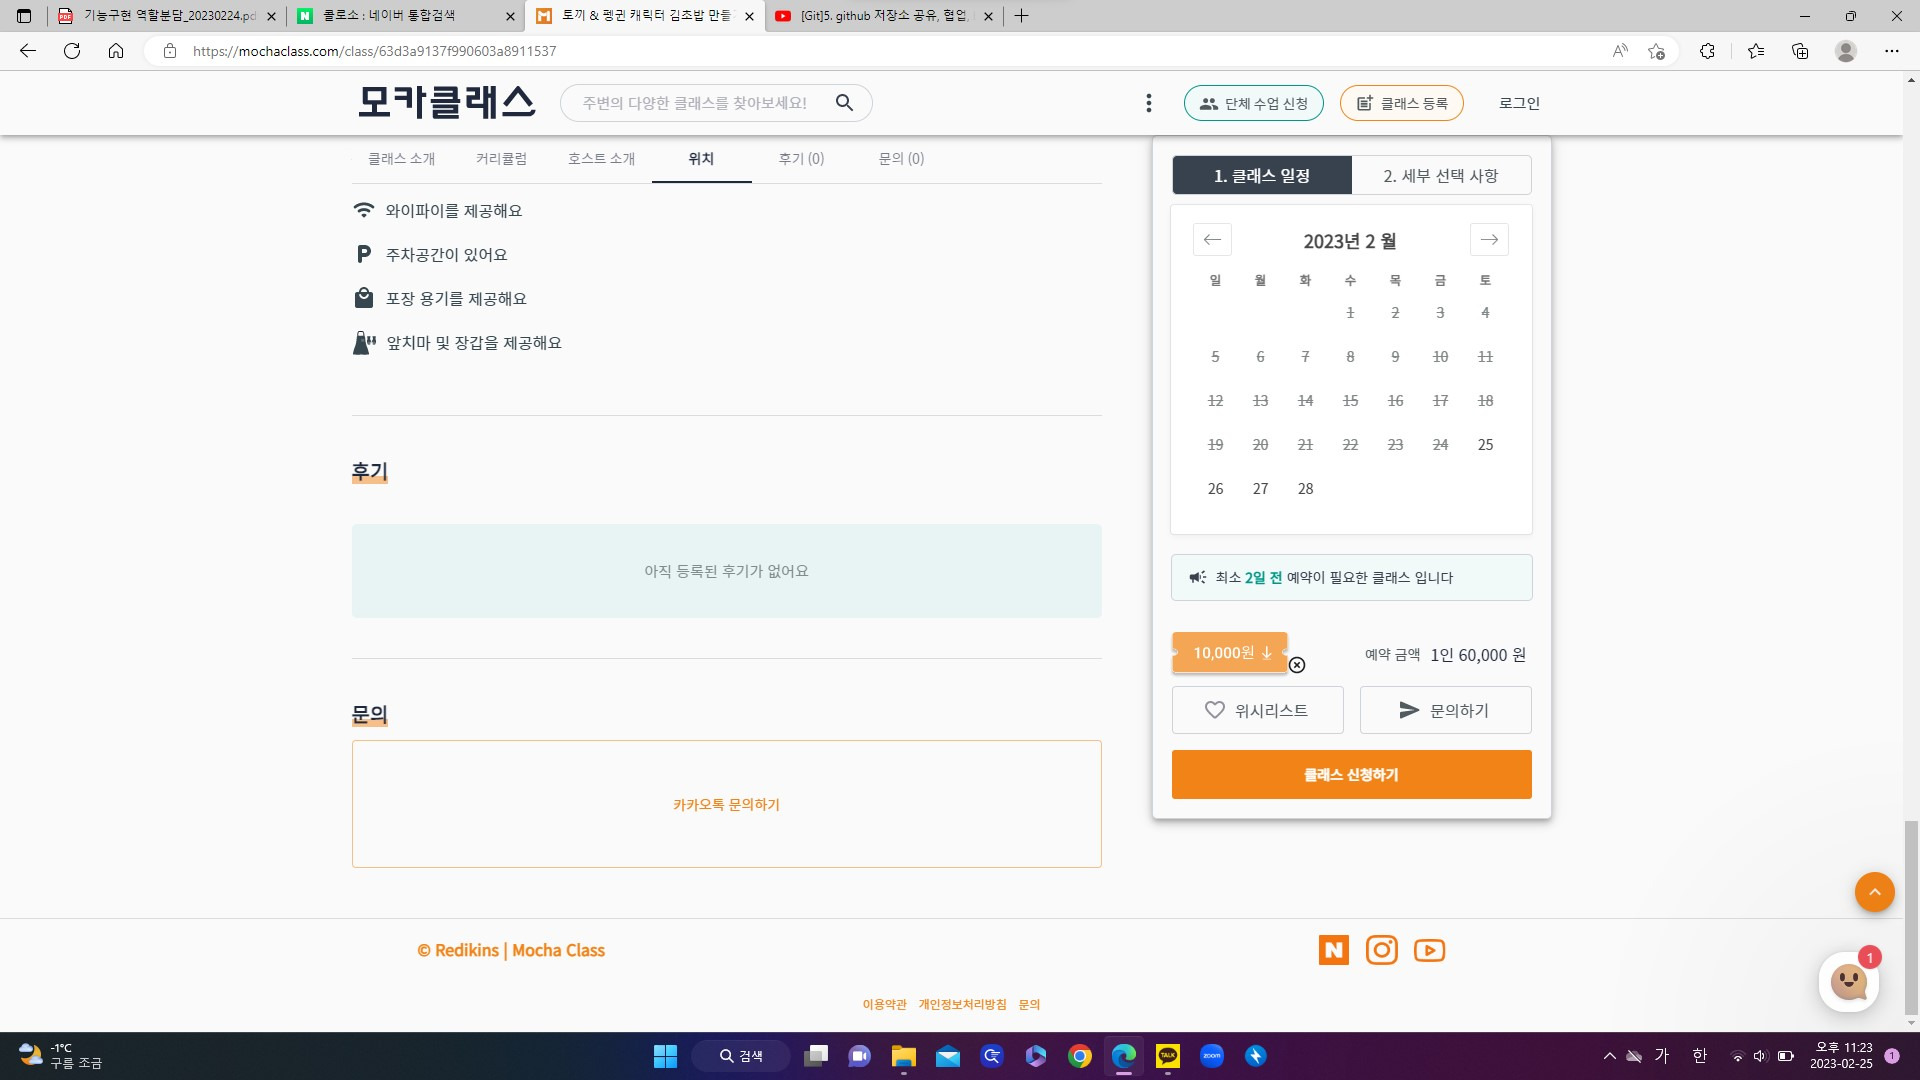 기능구현 역할분담_20230224.pd
콜로소 : 네이버 통합검색
토끼 & 펭귄 캐릭터 김초밥 만들
[Git]5. github 저장소 공유, 협업,
https://mochaclass.com/class/63d3a9137f990603a8911537
모카클래스
주변의 다양한 클래스를 찾아보세요!
단체 수업 신청
클래스 등록
로그인
클래스 소개
커리큘럼
호스트 소개
위치
후기 (0)
문의 (0)
와이파이를 제공해요
P 주차공간이 있어요
포장 용기를 제공해요
앞치마 및 장갑을 제공해요
후기
아직 등록된 후기가 없어요
문의
카카오톡 문의하기
1. 클래스 일정
2. 세부 선택 사항
2023년 2 월
일 월 화 수 목 금 토
1 2 3 4
5 6 7 8 9 10 11
12 13 14 15 16 17 18
19 20 21 22 23 24 25
26 27 28
최소 2일 전 예약이 필요한 클래스 입니다
10,000원
예약 금액 1인 60,000 원
위시리스트
문의하기
클래스 신청하기
© Redikins | Mocha Class
N
이용약관 개인정보처리방침 문의
1
-1°C
구름 조금
검색
TALK
zoom
가
한
오후 11:23
2023-02-25
1